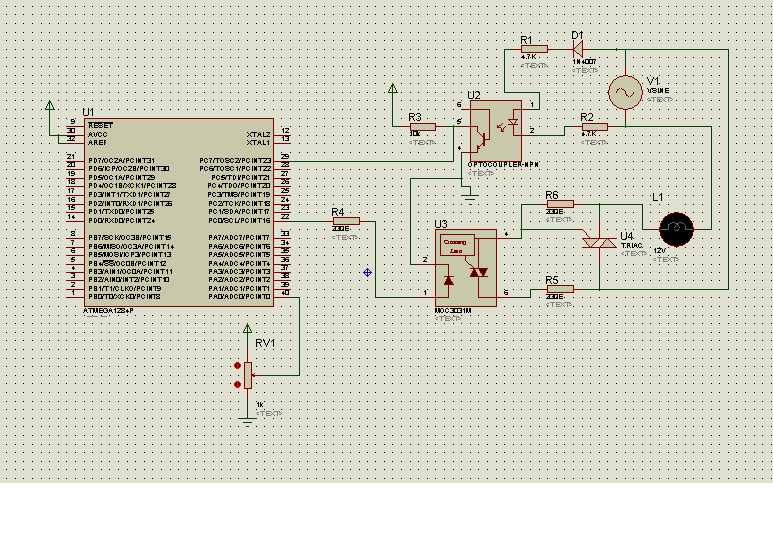 R1
4.7K
<TEXT>
D1
1N4007
<TEXT>
V1
VSINE
<TEXT>
U2
6
5
4
1
2
OPTOCOUPLER-NPN
<TEXT>
R3
10k
<TEXT>
R2
4.7K
<TEXT>
U1
9 RESET
30 AVCC
32 AREF
XTAL2 12
XTAL1 13
21 PD7/OC2A/PCINT31
20 PD6/ICP/OC2B/PCINT30
19 PD5/OC1A/PCINT29
18 PD4/OC1B/XCK1/PCINT28
17 PD3/INT1/TXD1/PCINT27
16 PD2/INT0/RXD1/PCINT26
15 PD1/TXD0/PCINT25
14 PD0/RXD0/PCINT24
PC7/TOSC2/PCINT23 29
PC6/TOSC1/PCINT22 28
PC5/TDI/PCINT21 27
PC4/TDO/PCINT20 26
PC3/TMS/PCINT19 25
PC2/TCK/PCINT18 24
PC1/SDA/PCINT17 23
PC0/SCL/PCINT16 22
8 PB7/SCK/OC3B/PCINT15
7 PB6/MISO/OC3A/PCINT14
6 PB5/MOSI/ICP3/PCINT13
5 PB4/SS/OC0B/PCINT12
4 PB3/AIN1/OC0A/PCINT11
3 PB2/AIN0/INT2/PCINT10
2 PB1/T1/CLKO/PCINT9
1 PB0/T0/XCK0/PCINT8
PA7/ADC7/PCINT7 33
PA6/ADC6/PCINT6 34
PA5/ADC5/PCINT5 35
PA4/ADC4/PCINT4 36
PA3/ADC3/PCINT3 37
PA2/ADC2/PCINT2 38
PA1/ADC1/PCINT1 39
PA0/ADC0/PCINT0 40
ATMEGA1284P
R4
230E
<TEXT>
R6
230E
<TEXT>
L1
12V
<TEXT>
U3
Crossing
Zero
4
2
1
6
MOC3031M
<TEXT>
U4
TRIAC
<TEXT>
R5
230E
<TEXT>
RV1
1k
<TEXT>